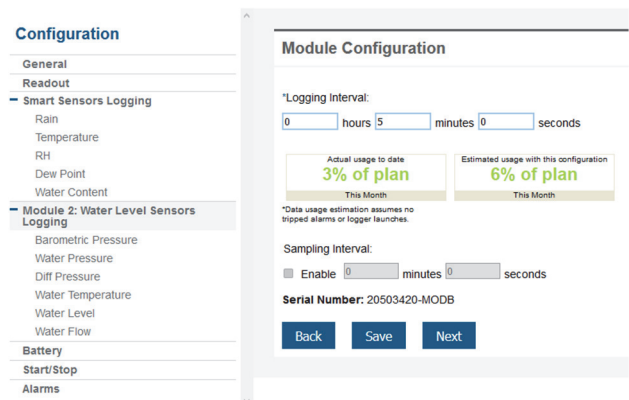 Configuration
General
Readout
Smart Sensors Logging
Rain
Temperature
RH
Dew Point
Water Content
Module 2: Water Level Sensors
Logging
Barometric Pressure
Water Pressure
Diff Pressure
Water Temperature
Water Level
Water Flow
Battery
Start/Stop
Alarms
Module Configuration
*Logging Interval:
0 hours 5 minutes 0 seconds
Actual usage to date
3% of plan
This Month
Estimated usage with this configuration
6% of plan
This Month
*Data usage estimation assumes no
tripped alarms or logger launches.
Sampling Interval:
Enable 0 minutes 0 seconds
Serial Number: 20503420-MODB
Back Save Next